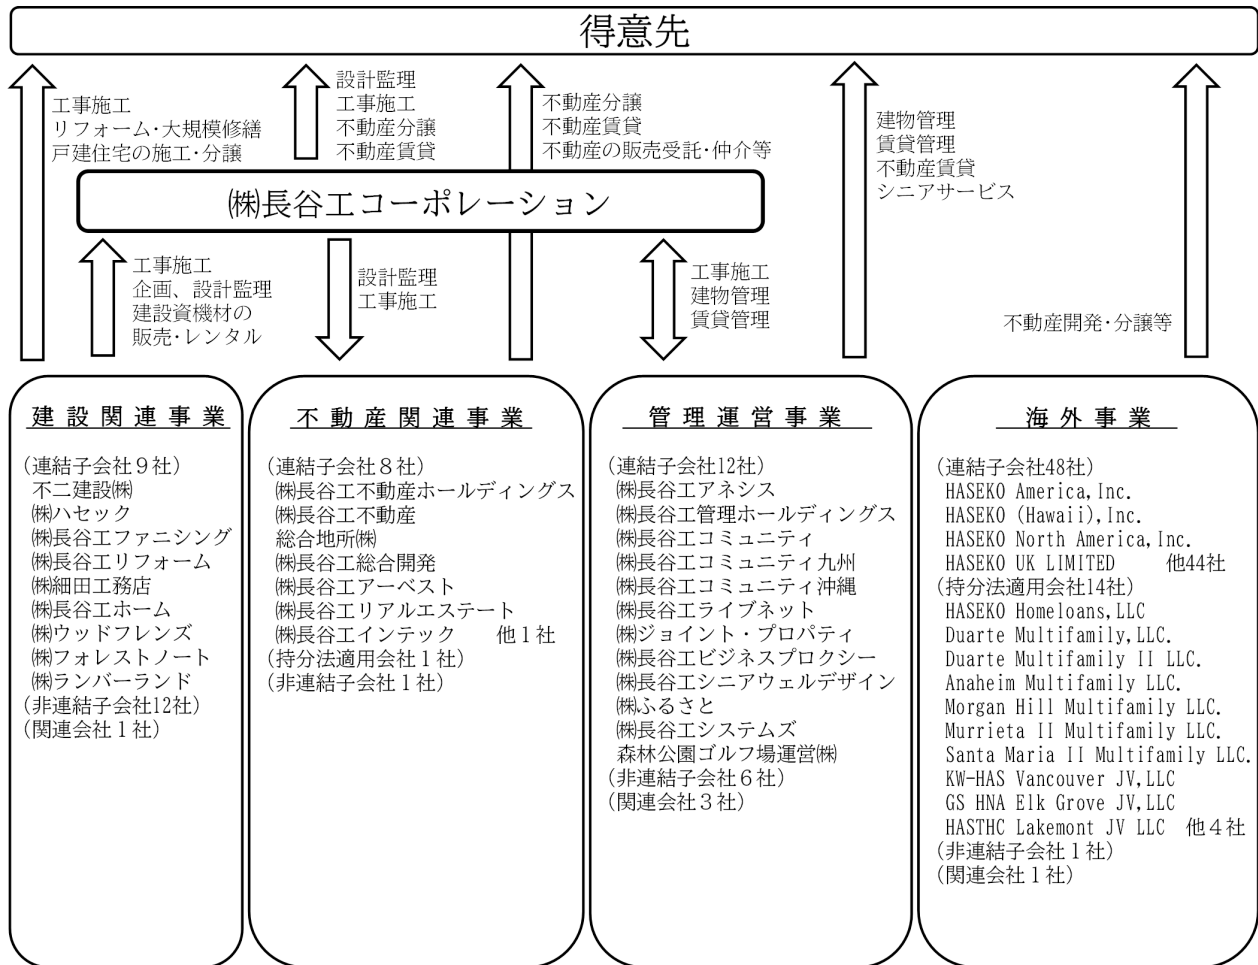 得意先
工事施工
リフォーム・大規模修繕
戸建住宅の施工・分譲
設計監理
工事施工
不動産分譲
不動産賃貸
不動産分譲
不動産賃貸
不動産の販売受託・仲介等
建物管理
賃貸管理
不動産賃貸
シニアサービス
㈱長谷工コーポレーション
工事施工
企画、設計監理
建設資機材の
販売・レンタル
設計監理
工事施工
工事施工
建物管理
賃貸管理
不動産開発・分譲等
建設関連事業
(連結子会社9社)
不二建設㈱
㈱ハセック
㈱長谷工ファニシング
㈱長谷工リフォーム
㈱細田工務店
㈱長谷工ホーム
㈱ウッドフレンズ
㈱フォレストノート
㈱ランバーランド
(非連結子会社12社)
(関連会社1社)
不動産関連事業
(連結子会社8社)
㈱長谷工不動産ホールディングス
㈱長谷工不動産
総合地所㈱
㈱長谷工総合開発
㈱長谷工アーベスト
㈱長谷工リアルエステート
㈱長谷工インテック　他1社
(持分法適用会社1社)
(非連結子会社1社)
管理運営事業
(連結子会社12社)
㈱長谷工アネシス
㈱長谷工管理ホールディングス
㈱長谷工コミュニティ
㈱長谷工コミュニティ九州
㈱長谷工コミュニティ沖縄
㈱長谷工ライブネット
㈱ジョイント・プロパティ
㈱長谷工ビジネスプロクシー
㈱長谷工シニアウェルデザイン
㈱ふるさと
㈱長谷工システムズ
森林公園ゴルフ場運営㈱
(非連結子会社6社)
(関連会社3社)
海外事業
(連結子会社48社)
HASEKO America,Inc.
HASEKO (Hawaii),Inc.
HASEKO North America,Inc.
HASEKO UK LIMITED　他44社
(持分法適用会社14社)
HASEKO Homeloans,LLC
Duarte Multifamily,LLC.
Duarte Multifamily II LLC.
Anaheim Multifamily LLC.
Morgan Hill Multifamily LLC.
Murrieta II Multifamily LLC.
Santa Maria II Multifamily LLC.
KW-HAS Vancouver JV,LLC
GS HNA Elk Grove JV,LLC
HASTHC Lakemont JV LLC　他4社
(非連結子会社1社)
(関連会社1社)